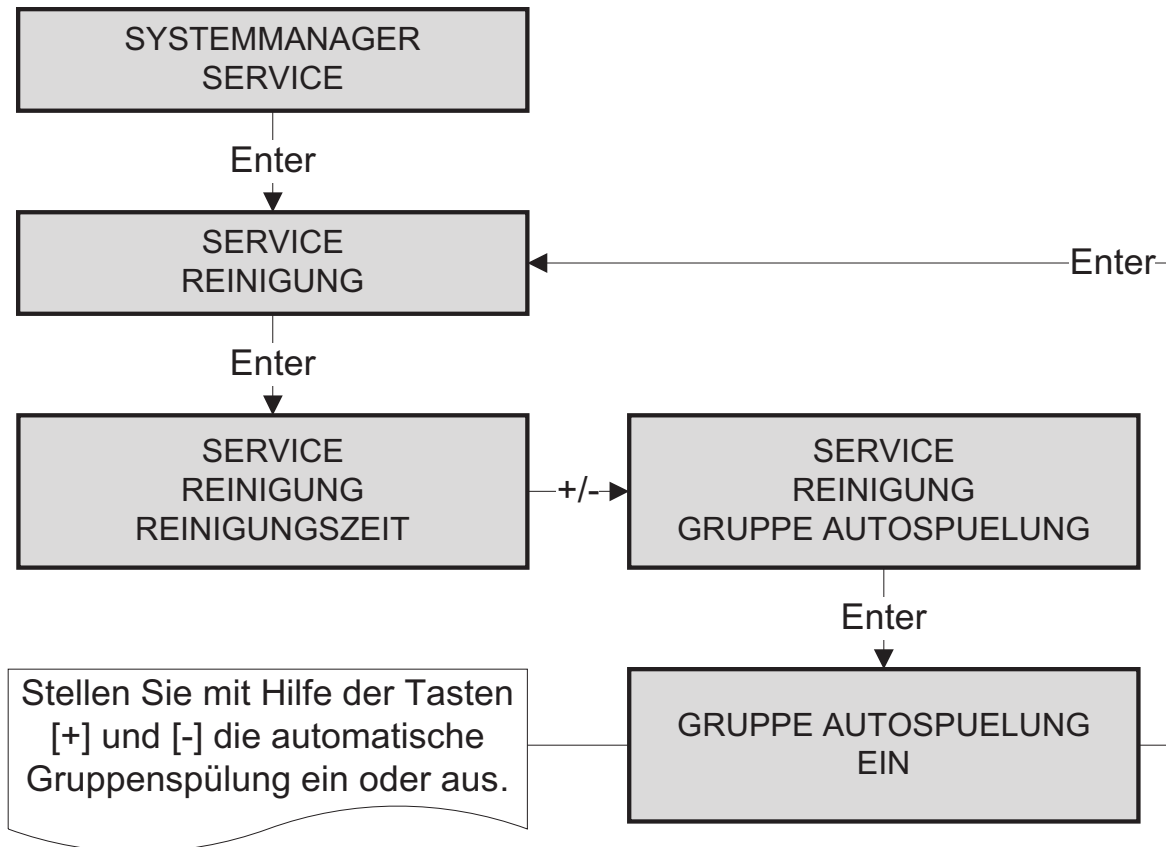 SYSTEMMANAGER
SERVICE
Enter
SERVICE
REINIGUNG
Enter
Enter
SERVICE
REINIGUNG
REINIGUNGSZEIT
+/-
SERVICE
REINIGUNG
GRUPPE AUTOSPUELUNG
Enter
Stellen Sie mit Hilfe der Tasten
[+] und [-] die automatische
Gruppenspülung ein oder aus.
GRUPPE AUTOSPUELUNG
EIN